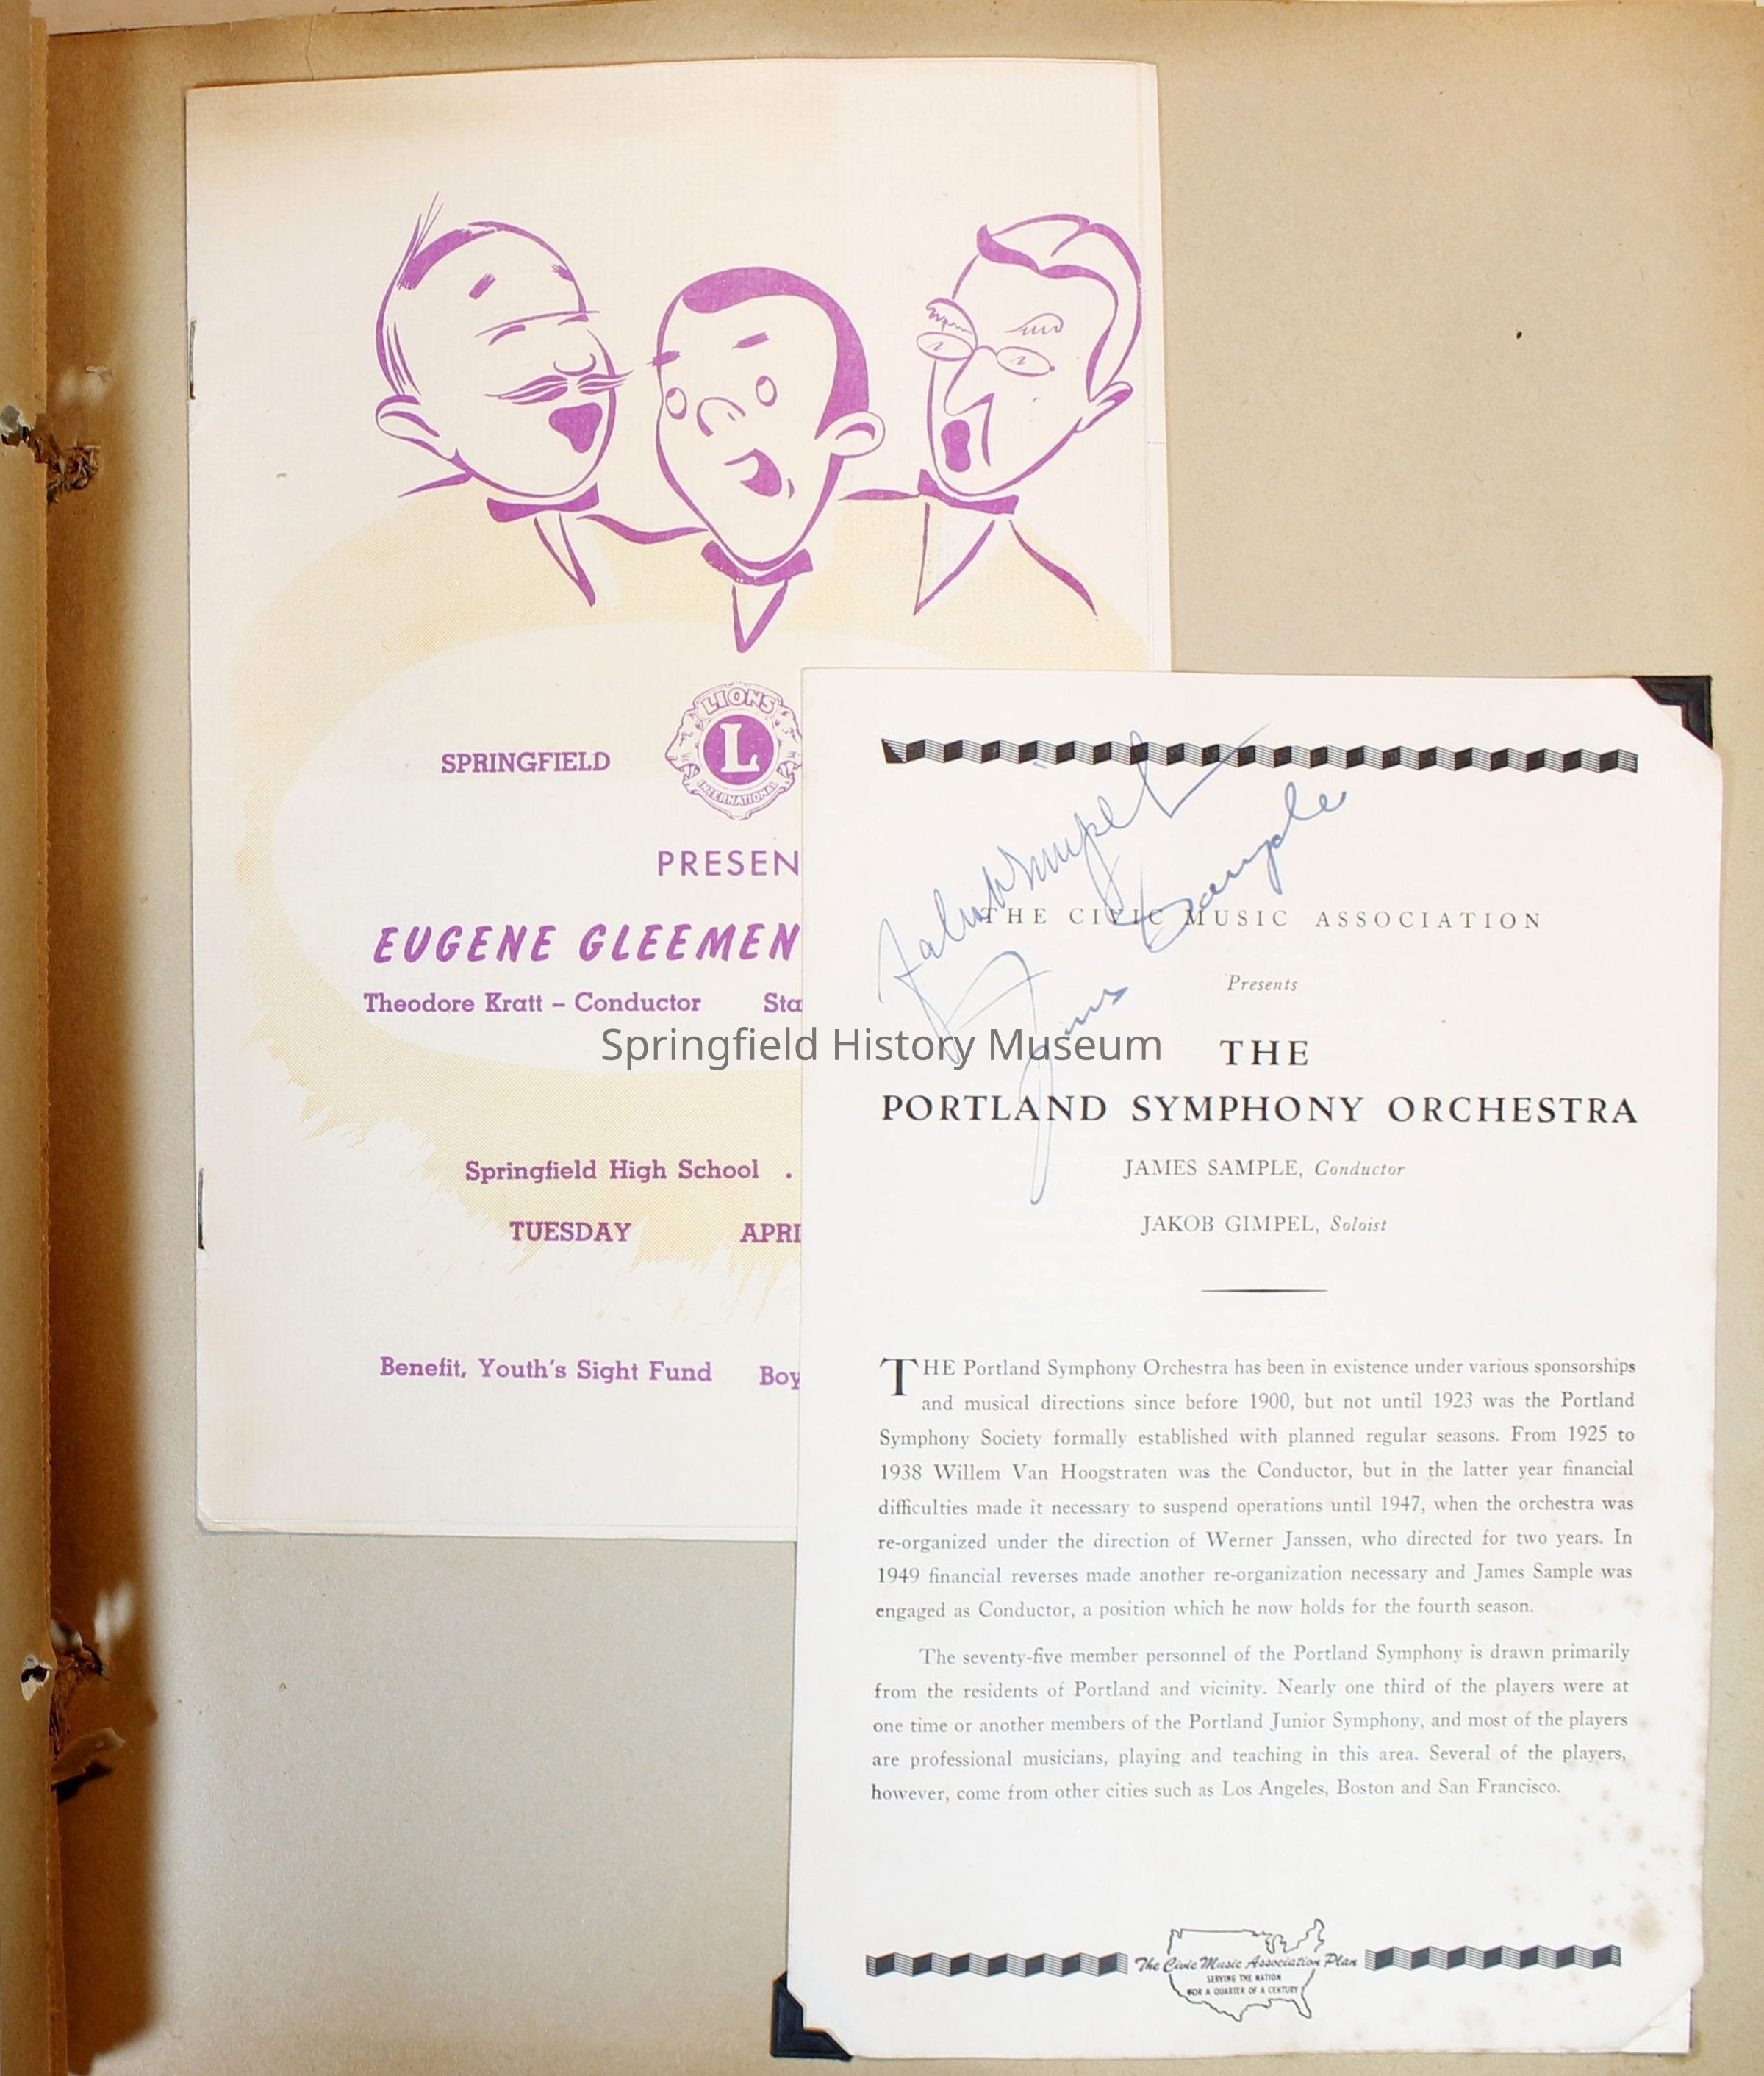 LIONS
L
INTERNATIONAL
SPRINGFIELD
PRESEN
EUGENE GLEEMEN
Theodore Kratt – Conductor Sta
Springfield High School .
TUESDAY APRI
Benefit, Youth's Sight Fund Boy
Springfield History Museum
Jakob Gimpel
James Sample
THE CIVIC MUSIC ASSOCIATION
Presents
THE
PORTLAND SYMPHONY ORCHESTRA
JAMES SAMPLE, Conductor
JAKOB GIMPEL, Soloist
THE Portland Symphony Orchestra has been in existence under various sponsorships
and musical directions since before 1900, but not until 1923 was the Portland
Symphony Society formally established with planned regular seasons. From 1925 to
1938 Willem Van Hoogstraten was the Conductor, but in the latter year financial
difficulties made it necessary to suspend operations until 1947, when the orchestra was
re-organized under the direction of Werner Janssen, who directed for two years. In
1949 financial reverses made another re-organization necessary and James Sample was
engaged as Conductor, a position which he now holds for the fourth season.
The seventy-five member personnel of the Portland Symphony is drawn primarily
from the residents of Portland and vicinity. Nearly one third of the players were at
one time or another members of the Portland Junior Symphony, and most of the players
are professional musicians, playing and teaching in this area. Several of the players,
however, come from other cities such as Los Angeles, Boston and San Francisco.
The Civic Music Association Plan
SERVING THE NATION
FOR A QUARTER OF A CENTURY